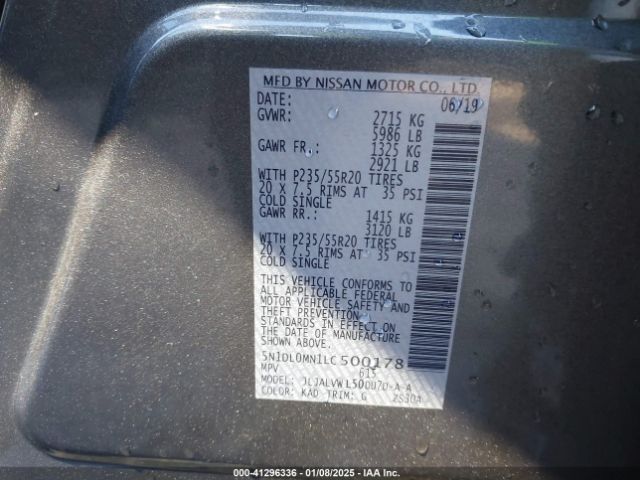 MFD BY NISSAN MOTOR CO., LTD.
DATE: 06/19
GVWR: 2715 KG
5986 LB
GAWR FR.: 1325 KG
2921 LB
WITH P235/55R20 TIRES
20 X 7.5 RIMS AT 35 PSI
COLD SINGLE
GAWR RR.: 1415 KG
3120 LB
WITH P235/55R20 TIRES
20 X 7.5 RIMS AT 35 PSI
COLD SINGLE
THIS VEHICLE CONFORMS TO
ALL APPLICABLE FEDERAL
MOTOR VEHICLE SAFETY AND
THEFT PREVENTION
STANDARDS IN EFFECT ON
THE DATE OF MANUFACTURE
SHOWN ABOVE.
5N1DL0MN1LC500178
MPV 615
MODEL: JLJALVWL50UU7D-A-A
COLOR: KAD TRIM: G ZS30A
000-41296336 - 01/08/2025 - IAA Inc.